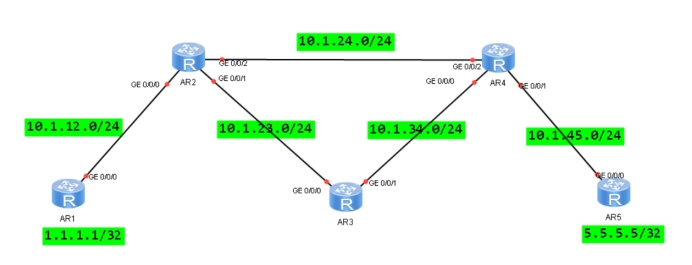 10.1.24.0/24
R
AR2
GE 0/0/2
GE 0/0/2
R
AR4
GE 0/0/0
GE 0/0/1
GE 0/0/0
GE 0/0/1
10.1.12.0/24
10.1.23.0/24
10.1.34.0/24
10.1.45.0/24
GE 0/0/0
R
AR1
1.1.1.1/32
GE 0/0/0
GE 0/0/1
R
AR3
GE 0/0/0
R
AR5
5.5.5.5/32